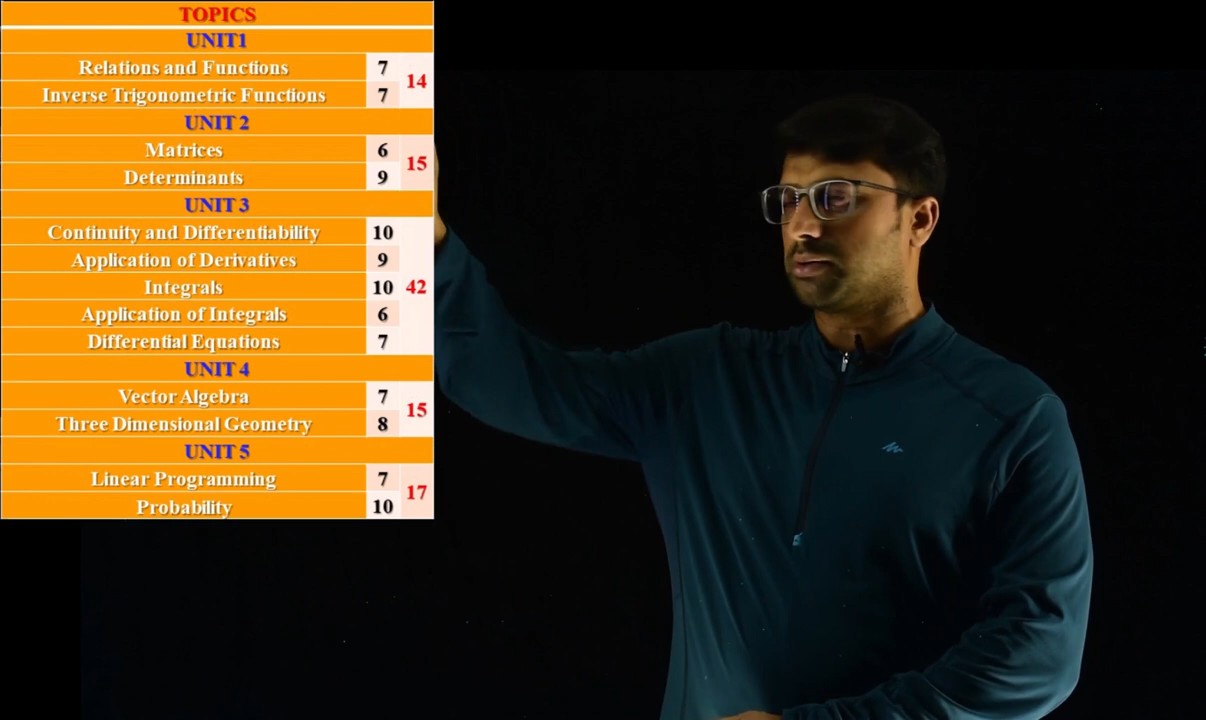 TOPICS
UNIT1
Relations and Functions 7 14
Inverse Trigonometric Functions 7
UNIT 2
Matrices 6 15
Determinants 9
UNIT 3
Continuity and Differentiability 10
Application of Derivatives 9
Integrals 10 42
Application of Integrals 6
Differential Equations 7
UNIT 4
Vector Algebra 7 15
Three Dimensional Geometry 8
UNIT 5
Linear Programming 7 17
Probability 10